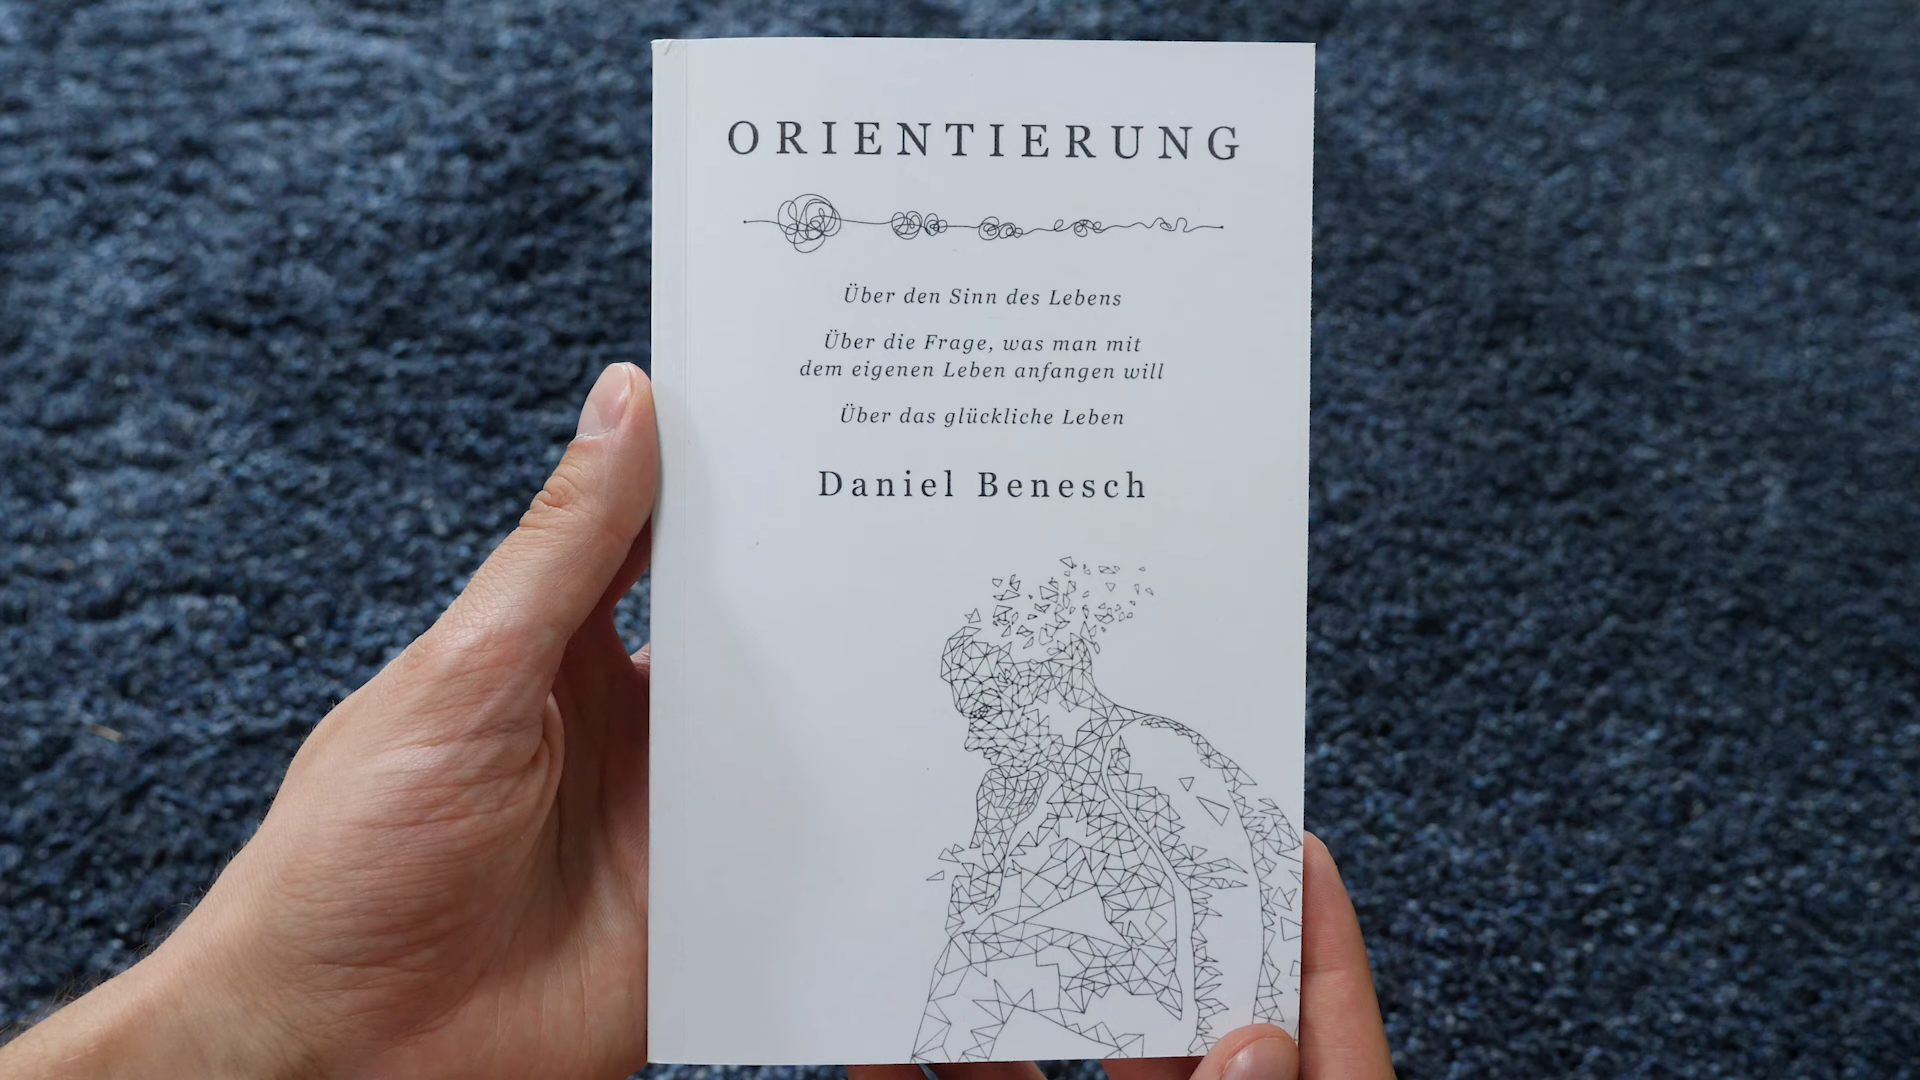 ORIENTIERUNG
Über den Sinn des Lebens
Über die Frage, was man mit
dem eigenen Leben anfangen will
Über das glückliche Leben
Daniel Benesch